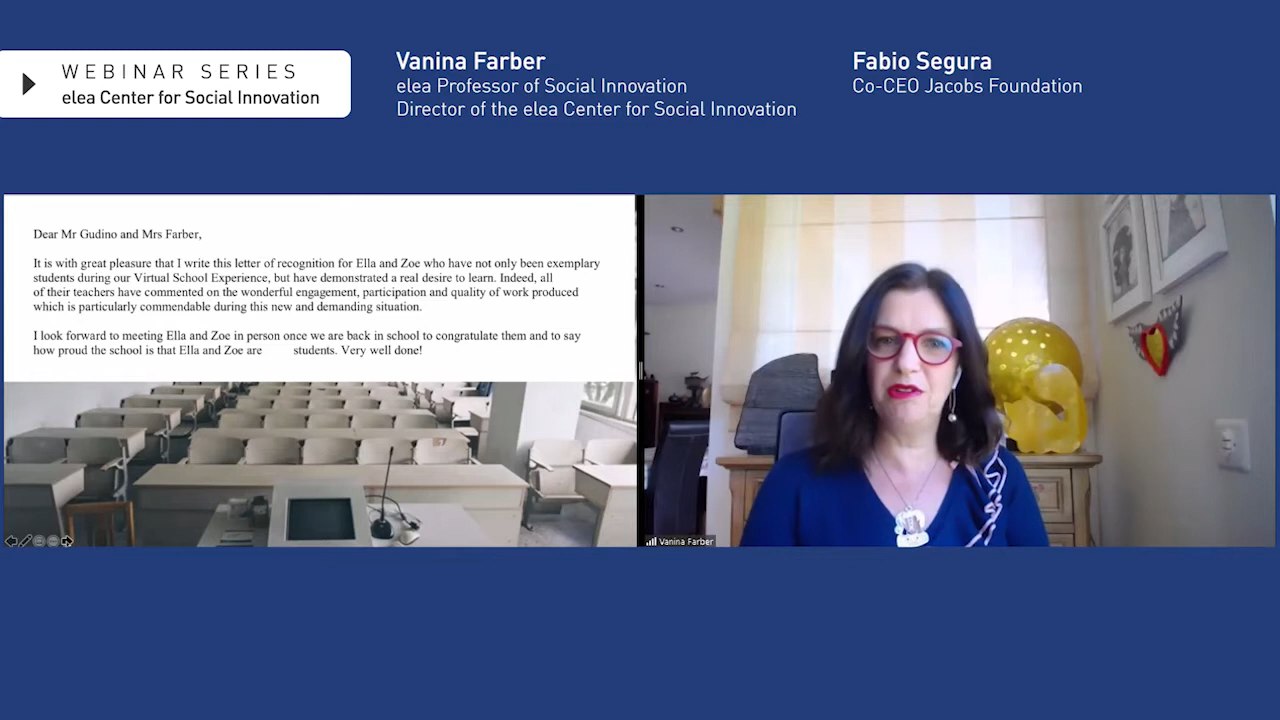 WEBINAR SERIES
elea Center for Social Innovation
Vanina Farber
elea Professor of Social Innovation
Director of the elea Center for Social Innovation
Fabio Segura
Co-CEO Jacobs Foundation
Dear Mr Gudino and Mrs Farber,
It is with great pleasure that I write this letter of recognition for Ella and Zoe who have not only been exemplary
students during our Virtual School Experience, but have demonstrated a real desire to learn. Indeed, all
of their teachers have commented on the wonderful engagement, participation and quality of work produced
which is particularly commendable during this new and demanding situation.
I look forward to meeting Ella and Zoe in person once we are back in school to congratulate them and to say
how proud the school is that Ella and Zoe are students. Very well done!
Vanina Farber